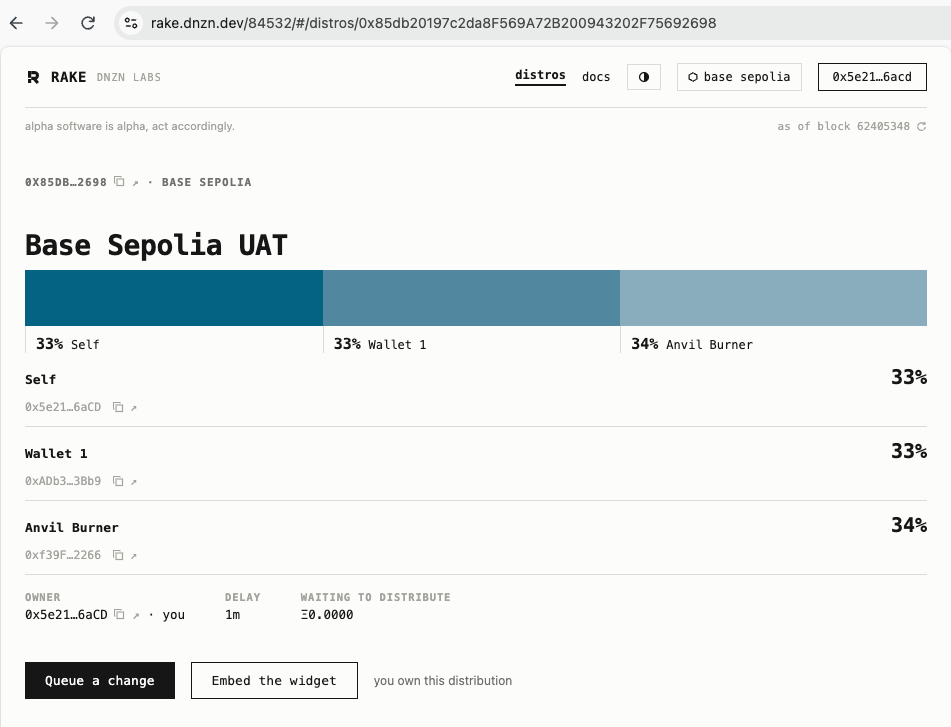 rake.dnzn.dev/84532/#/distros/0x85db20197c2da8F569A72B200943202F75692698
RAKE DNZN LABS distros docs base sepolia 0x5e21…6acd
alpha software is alpha, act accordingly. as of block 62405348
0X85DB…2698 · BASE SEPOLIA
Base Sepolia UAT
33% Self 33% Wallet 1 34% Anvil Burner
Self 33%
0x5e21…6aCD
Wallet 1 33%
0xADb3…3Bb9
Anvil Burner 34%
0xf39F…2266
OWNER DELAY WAITING TO DISTRIBUTE
0x5e21…6aCD · you 1m Ξ0.0000
Queue a change Embed the widget you own this distribution